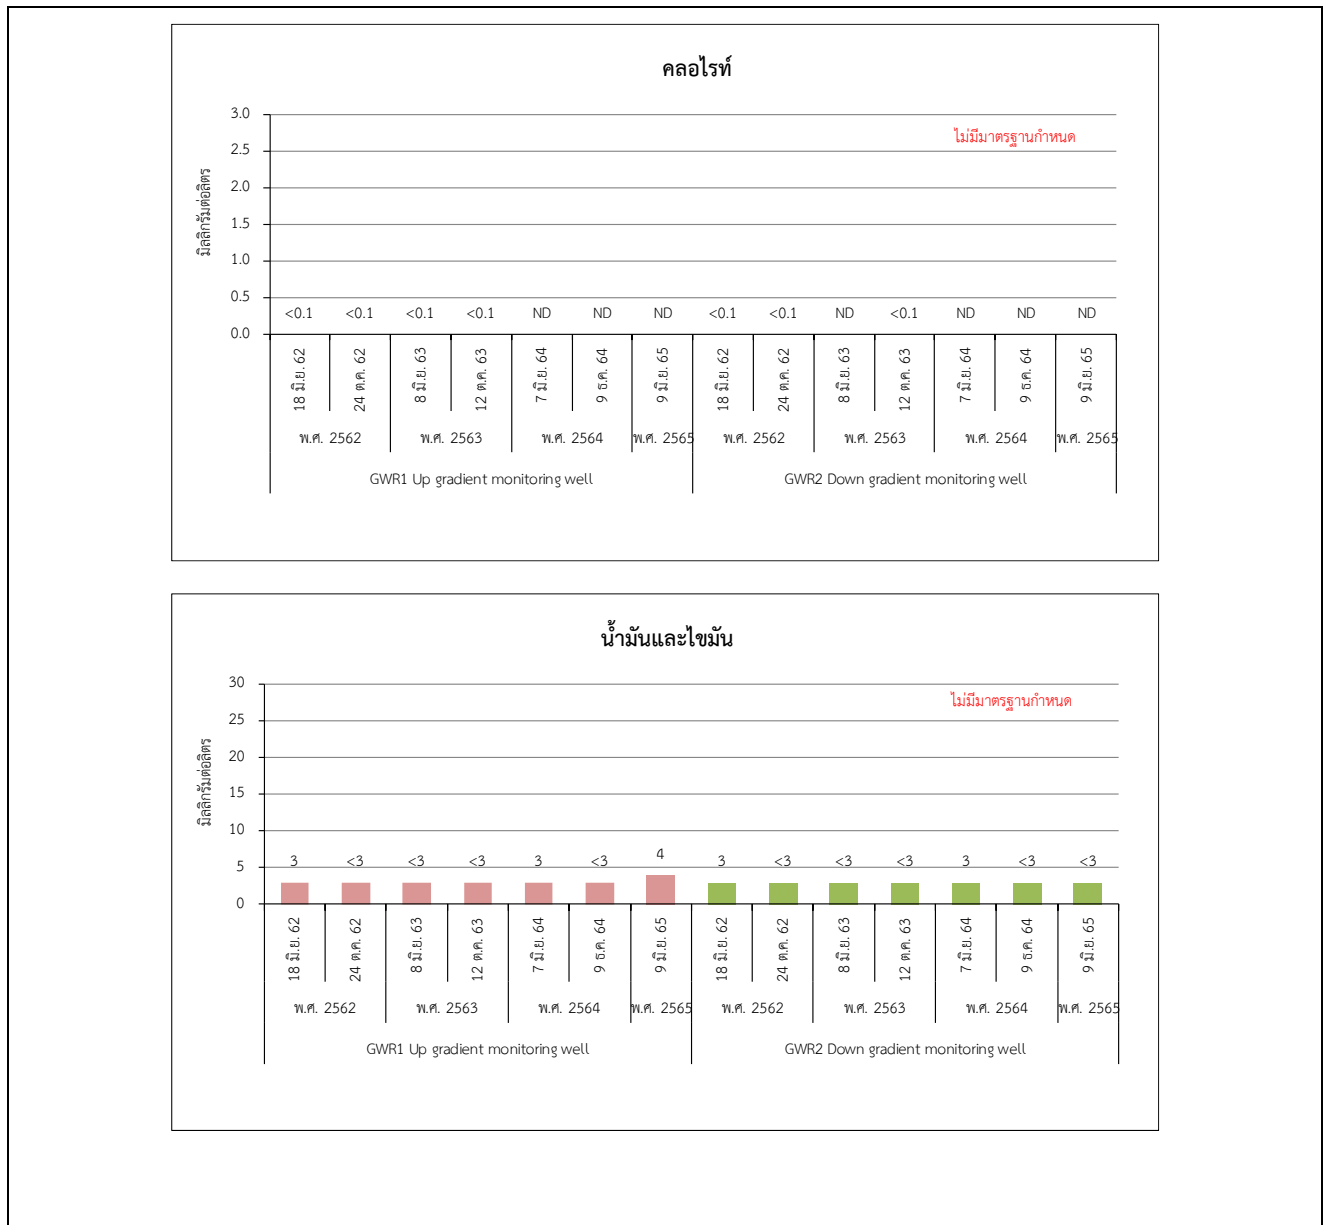 คลอไรท์
ไม่มีมาตรฐานกำหนด
มิลลิกรัมต่อลิตร
3.0
2.5
2.0
1.5
1.0
0.5
0.0
<0.1 <0.1 <0.1 <0.1 ND ND ND <0.1 <0.1 ND <0.1 ND ND ND
18 มิ.ย. 62 24 ต.ค. 62 8 มิ.ย. 63 12 ต.ค. 63 7 มิ.ย. 64 9 ธ.ค. 64 9 มิ.ย. 65 18 มิ.ย. 62 24 ต.ค. 62 8 มิ.ย. 63 12 ต.ค. 63 7 มิ.ย. 64 9 ธ.ค. 64 9 มิ.ย. 65
พ.ศ. 2562 พ.ศ. 2563 พ.ศ. 2564 พ.ศ. 2565 พ.ศ. 2562 พ.ศ. 2563 พ.ศ. 2564 พ.ศ. 2565
GWR1 Up gradient monitoring well GWR2 Down gradient monitoring well
น้ำมันและไขมัน
ไม่มีมาตรฐานกำหนด
มิลลิกรัมต่อลิตร
30
25
20
15
10
5
0
3 <3 <3 <3 3 <3 4 3 <3 <3 <3 3 <3 <3
18 มิ.ย. 62 24 ต.ค. 62 8 มิ.ย. 63 12 ต.ค. 63 7 มิ.ย. 64 9 ธ.ค. 64 9 มิ.ย. 65 18 มิ.ย. 62 24 ต.ค. 62 8 มิ.ย. 63 12 ต.ค. 63 7 มิ.ย. 64 9 ธ.ค. 64 9 มิ.ย. 65
พ.ศ. 2562 พ.ศ. 2563 พ.ศ. 2564 พ.ศ. 2565 พ.ศ. 2562 พ.ศ. 2563 พ.ศ. 2564 พ.ศ. 2565
GWR1 Up gradient monitoring well GWR2 Down gradient monitoring well